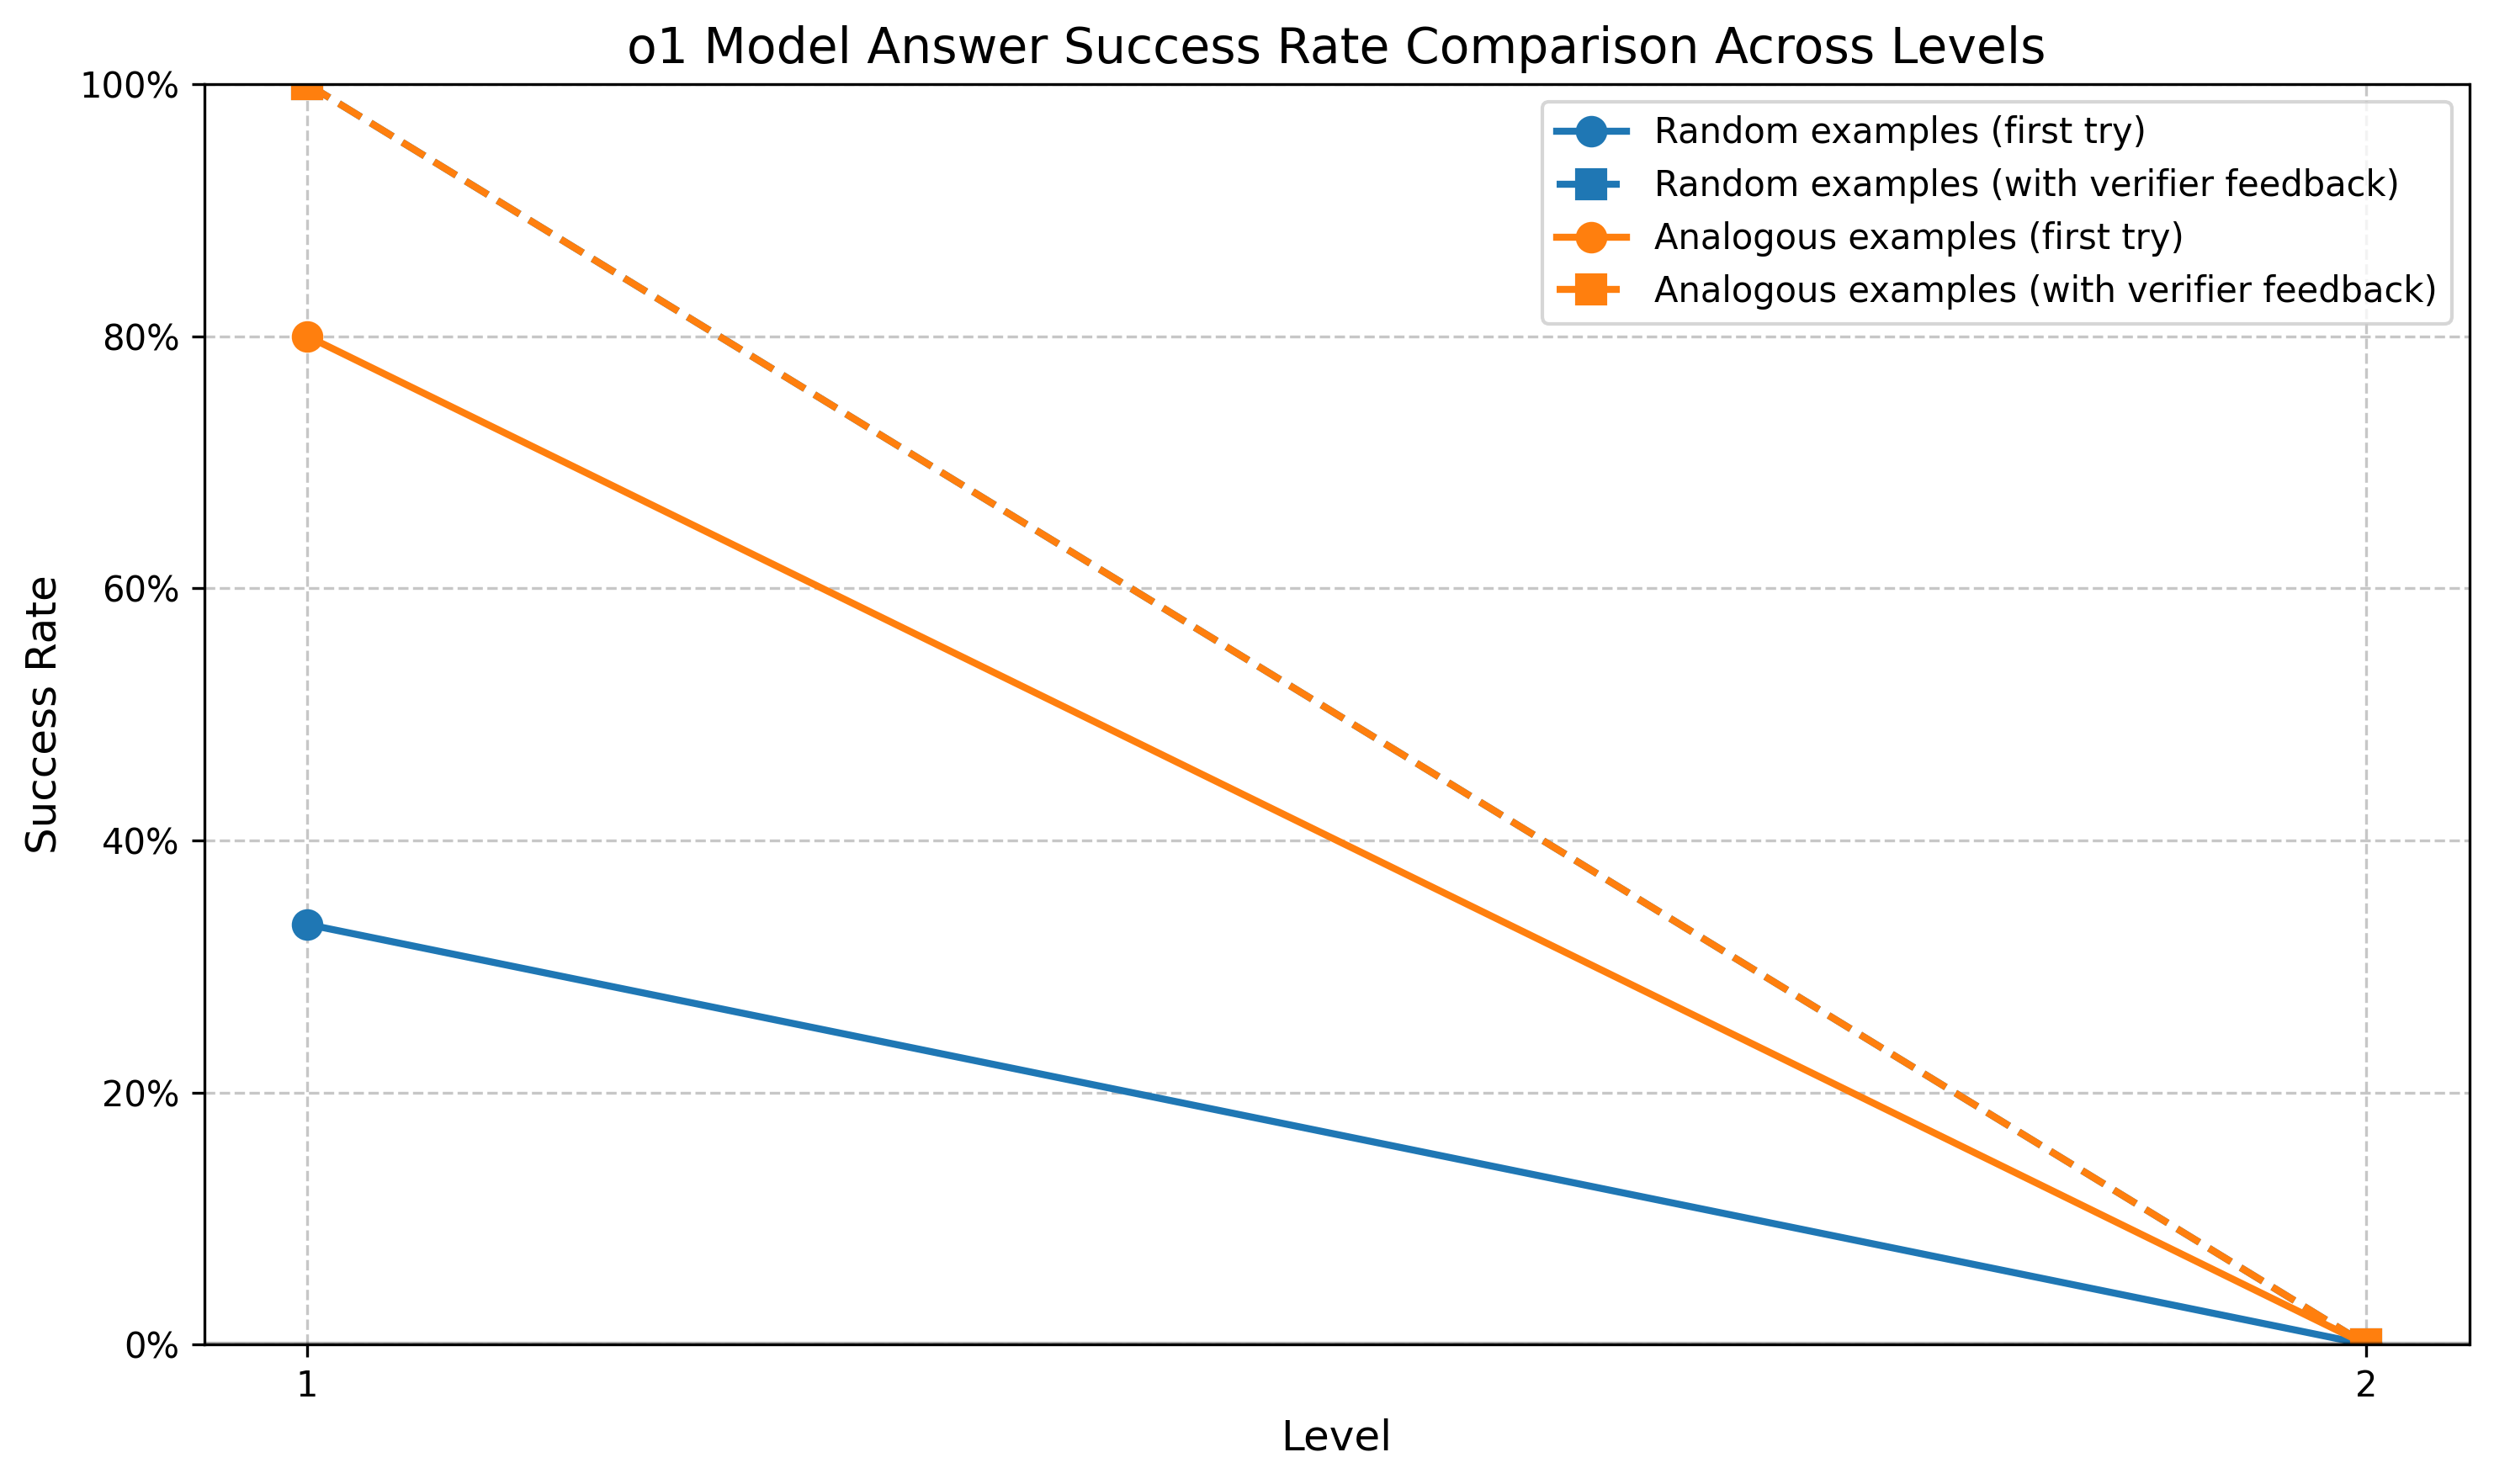 o1 Model Answer Success Rate Comparison Across Levels
100%
80%
60%
40%
20%
0%
Success Rate
Random examples (first try)
Random examples (with verifier feedback)
Analogous examples (first try)
Analogous examples (with verifier feedback)
1
2
Level